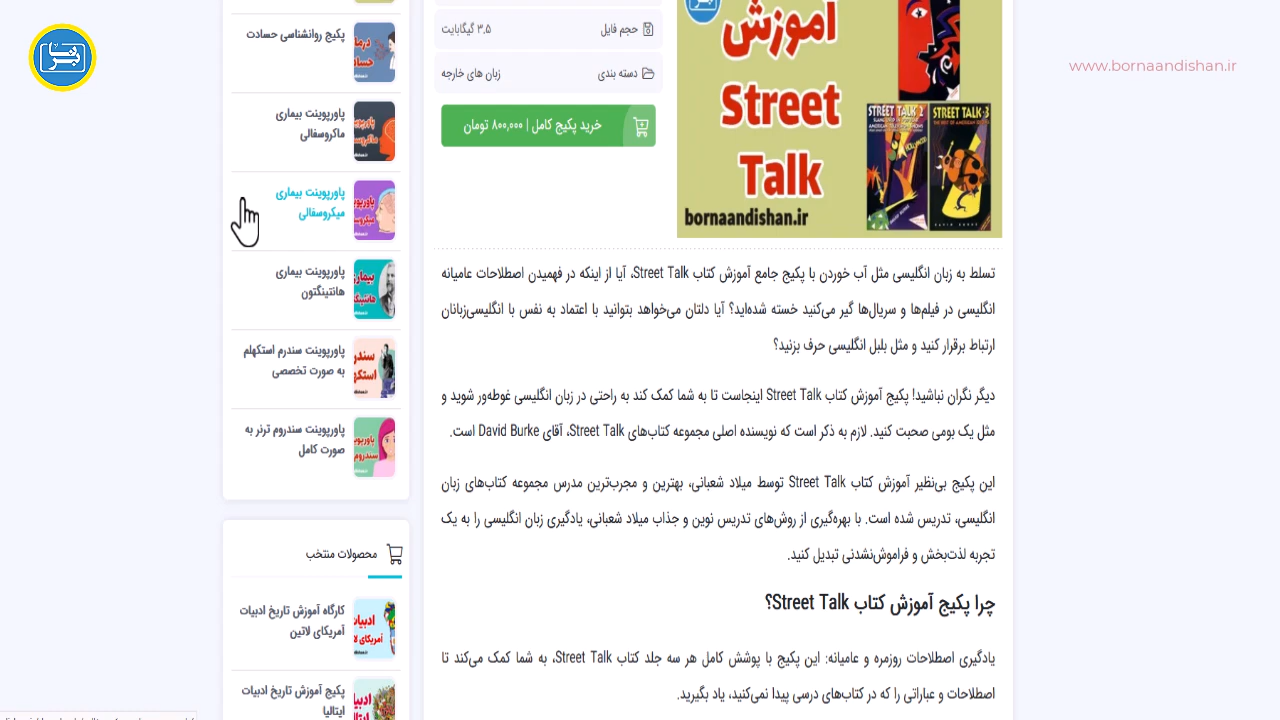 برنا
www.bornaandishan.ir
آموزش
Street
Talk
STREET TALK 2
STREET TALK-3
bornaandishan.ir
حجم فایل
۳.۵ گیگابایت
دسته بندی
زبان های خارجه
خرید پکیج کامل | ۸۰۰,۰۰۰ تومان
تسلط به زبان انگلیسی مثل آب خوردن با پکیج جامع آموزش کتاب Street Talk، آیا از اینکه در فهمیدن اصطلاحات عامیانه
انگلیسی در فیلم‌ها و سریال‌ها گیر می‌کنید خسته شده‌اید؟ آیا دلتان می‌خواهد بتوانید با اعتماد به نفس با انگلیسی‌زبانان
ارتباط برقرار کنید و مثل بلبل انگلیسی حرف بزنید؟
دیگر نگران نباشید! پکیج آموزش کتاب Street Talk اینجاست تا به شما کمک کند به راحتی در زبان انگلیسی غوطه‌ور شوید و
مثل یک بومی صحبت کنید. لازم به ذکر است که نویسنده اصلی مجموعه کتاب‌های Street Talk، آقای David Burke است.
این پکیج بی‌نظیر آموزش کتاب Street Talk توسط میلاد شعبانی، بهترین و مجرب‌ترین مدرس مجموعه کتاب‌های زبان
انگلیسی، تدریس شده است. با بهره‌گیری از روش‌های تدریس نوین و جذاب میلاد شعبانی، یادگیری زبان انگلیسی را به یک
تجربه لذت‌بخش و فراموش‌نشدنی تبدیل کنید.
چرا پکیج آموزش کتاب Street Talk؟
یادگیری اصطلاحات روزمره و عامیانه: این پکیج با پوشش کامل هر سه جلد کتاب Street Talk، به شما کمک می‌کند تا
اصطلاحات و عباراتی را که در کتاب‌های درسی پیدا نمی‌کنید، یاد بگیرید.
پکیج روانشناسی حسادت
پاورپوینت بیماری
ماکروسفالی
پاورپوینت بیماری
میکروسفالی
پاورپوینت بیماری
هانتینگتون
پاورپوینت سندرم استکهلم
به صورت تخصصی
پاورپوینت سندروم ترنر به
صورت کامل
محصولات منتخب
کارگاه آموزش تاریخ ادبیات
آمریکای لاتین
پکیج آموزش تاریخ ادبیات
ایتالیا